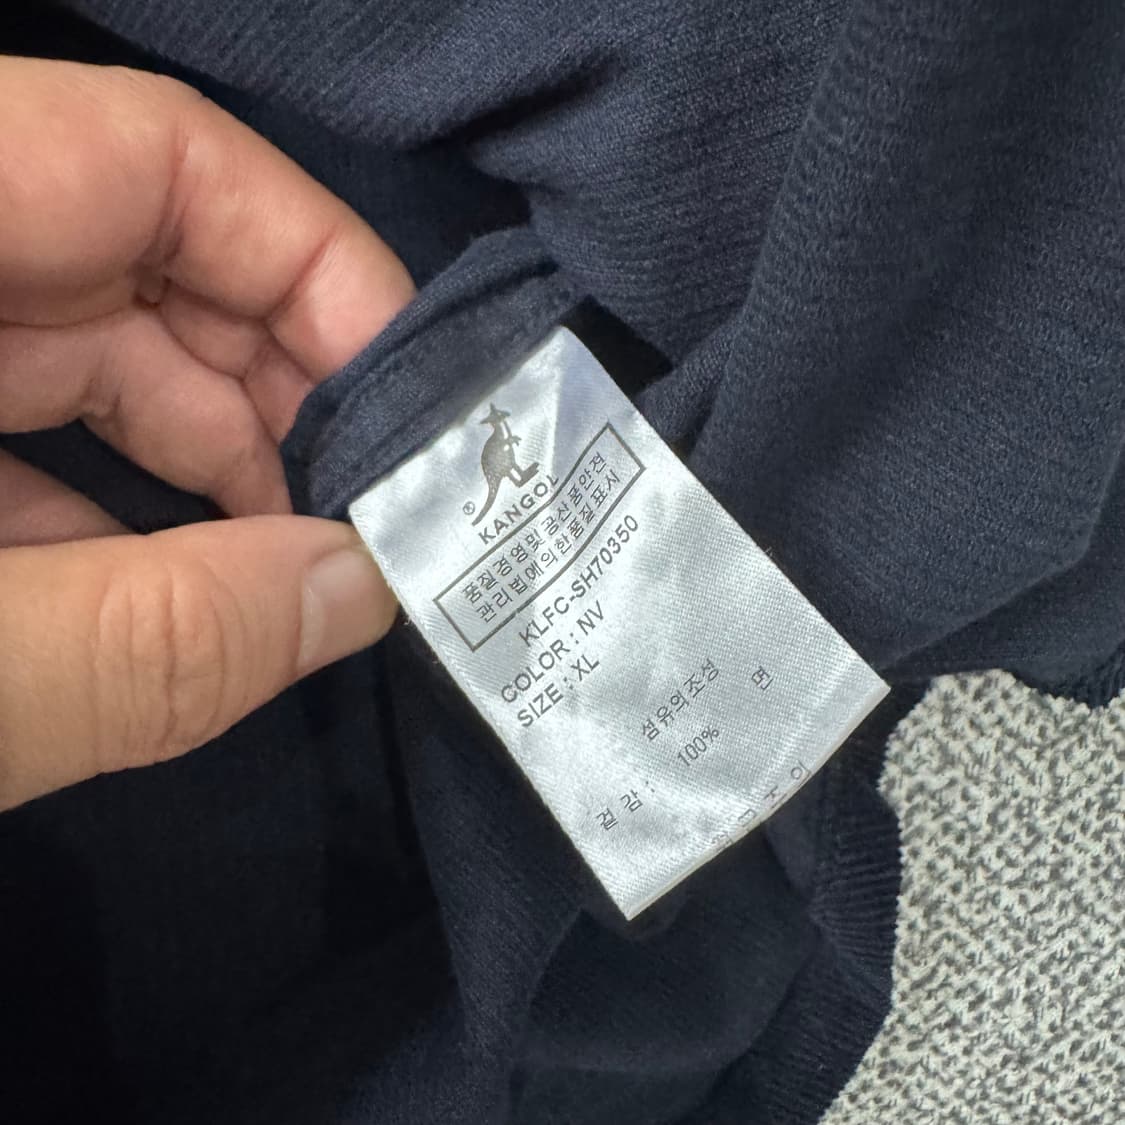 ®
KANGOL
품질경영및 공산품안전
관리법에의한품질표시
KLFC-SH70350
COLOR : NV
SIZE : XL
섬유의조성
겉감 : 100% 면